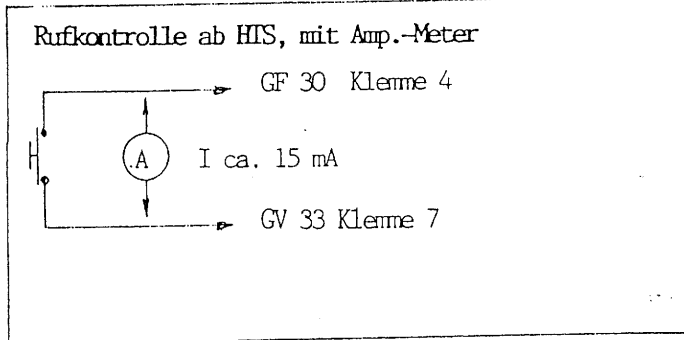 Rufkontrolle ab HTS, mit Amp.-Meter
GF 30 Klemme 4
A I ca. 15 mA
GV 33 Klemme 7